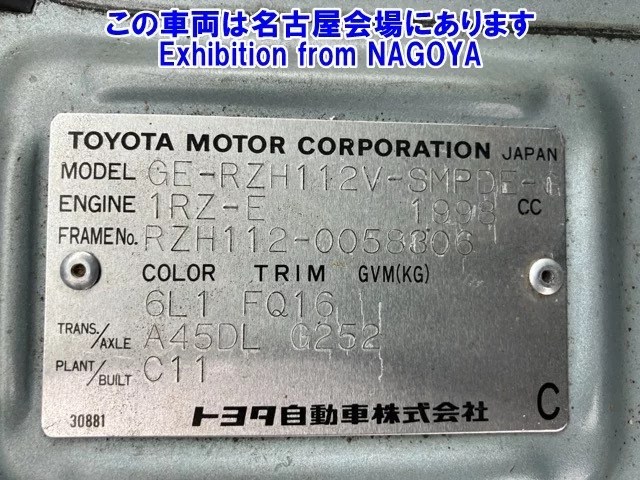 この車両は名古屋会場にあります
Exhibition from NAGOYA
TOYOTA MOTOR CORPORATION JAPAN
MODEL GE-RZH112V-SMPDE-
ENGINE 1RZ-E 1998 CC
FRAME No. RZH112-0058806
COLOR TRIM GVM(KG)
6L1 FQ16
TRANS./AXLE A45DL G252
PLANT/BUILT C11
30881 トヨタ自動車株式会社 C